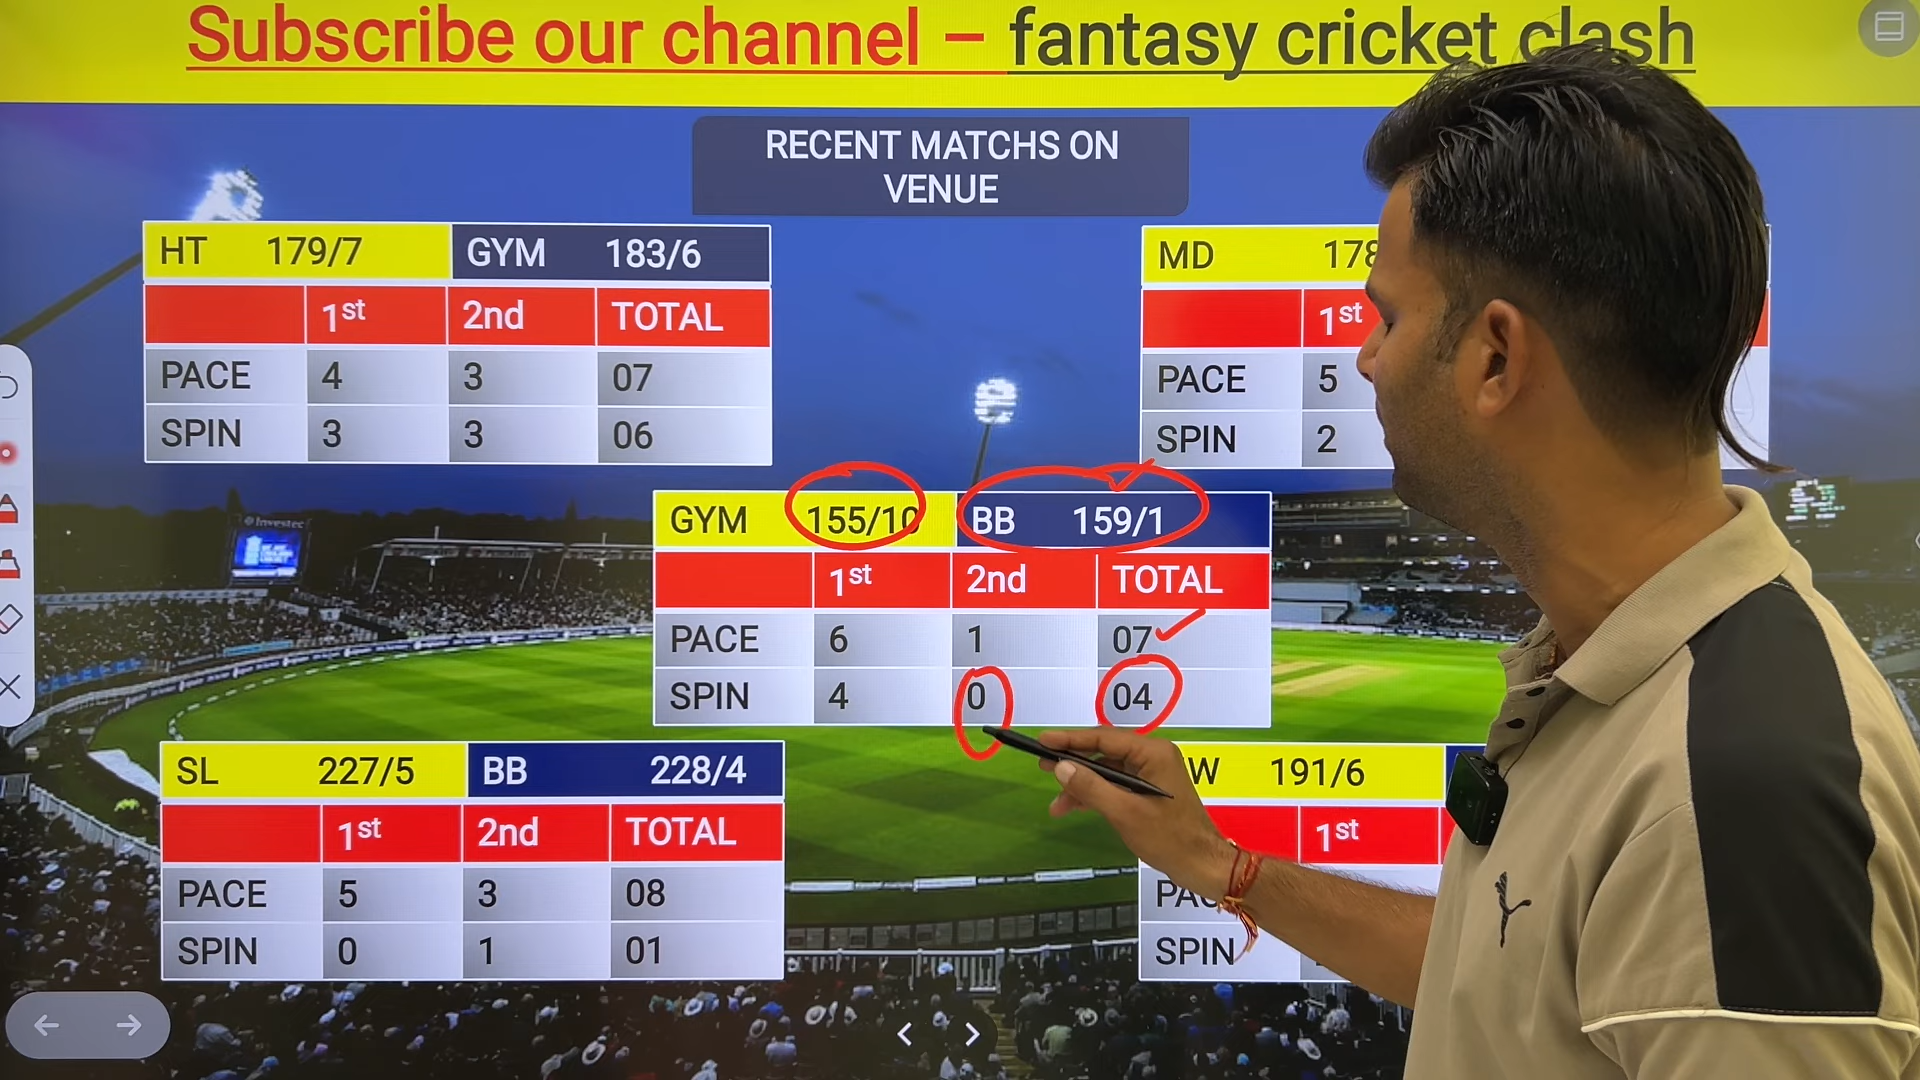 Subscribe our channel – fantasy cricket clash
RECENT MATCHS ON
VENUE
HT 179/7 GYM 183/6
1st 2nd TOTAL
PACE 4 3 07
SPIN 3 3 06
MD 178
1st
PACE 5
SPIN 2
GYM 155/10 BB 159/1
1st 2nd TOTAL
PACE 6 1 07
SPIN 4 0 04
Investec
SL 227/5 BB 228/4
1st 2nd TOTAL
PACE 5 3 08
SPIN 0 1 01
W 191/6
1st
PAC
SPIN